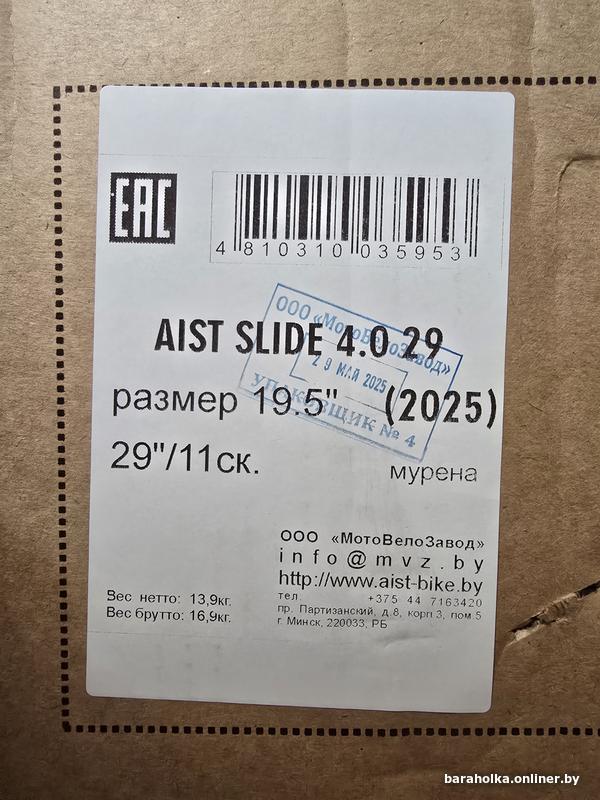 EAC
4 810310 035953
AIST SLIDE 4.0 29
ООО «МотоВелоЗавод»
29 МАЙ 2025
УПАКОВЩИК № 4
размер 19.5" (2025)
29"/11ск.
мурена
ООО «МотоВелоЗавод»
info@mvz.by
http://www.aist-bike.by
тел. +375 44 7163420
пр. Партизанский, д.8, корп 3, пом 5
г. Минск, 220033, РБ
Вес нетто: 13,9кг.
Вес брутто: 16,9кг.
baraholka.onliner.by